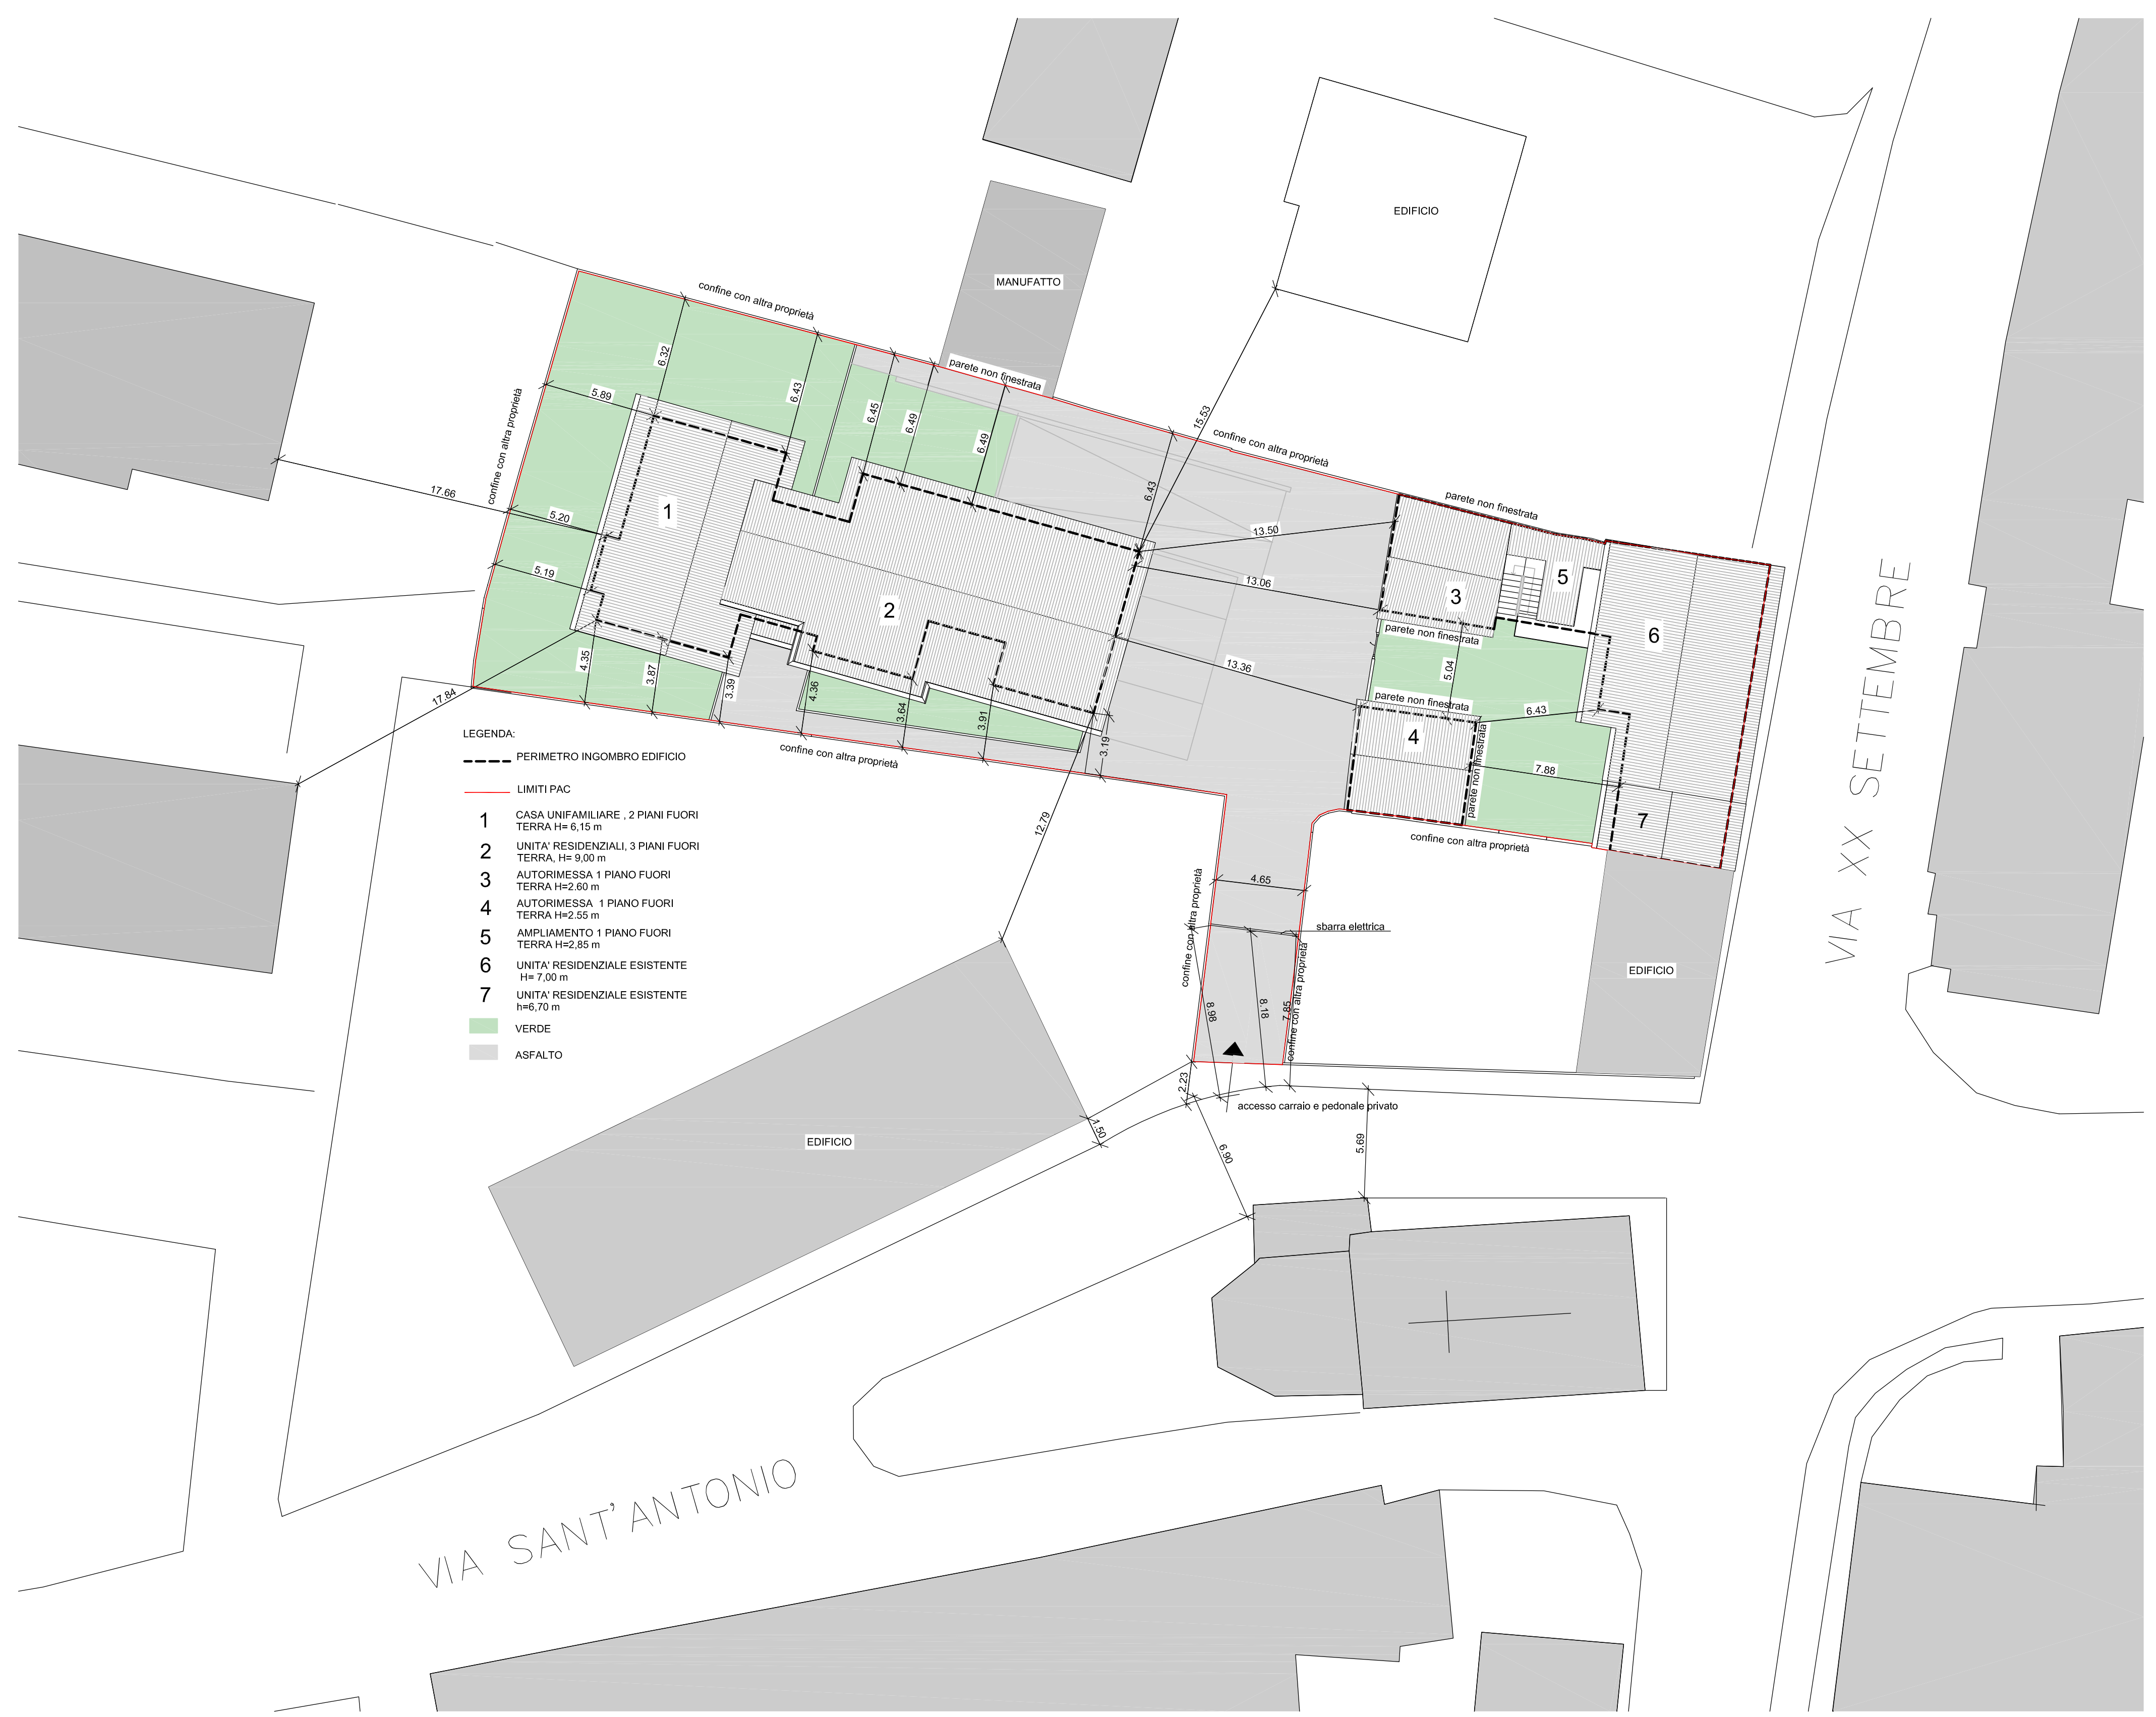 EDIFICIO
MANUFATTO
confine con altra proprietà
parete non finestrata
confine con altra proprietà
parete non finestrata
confine con altra proprietà
6.32
6.43
6.45
6.49
6.49
15.53
6.43
5.89
17.66
5.20
5.19
17.84
4.35
3.87
3.39
4.36
3.64
3.91
3.19
13.50
13.06
13.36
12.79
1
2
3
4
5
6
7
parete non finestrata
5.04
parete non finestrata
parete non finestrata
6.43
7.88
confine con altra proprietà
confine con altra proprietà
VIA XX SETTEMBRE
LEGENDA:
PERIMETRO INGOMBRO EDIFICIO
LIMITI PAC
1 CASA UNIFAMILIARE , 2 PIANI FUORI
TERRA H= 6,15 m
2 UNITA' RESIDENZIALI, 3 PIANI FUORI
TERRA, H= 9,00 m
3 AUTORIMESSA 1 PIANO FUORI
TERRA H=2.60 m
4 AUTORIMESSA 1 PIANO FUORI
TERRA H=2.55 m
5 AMPLIAMENTO 1 PIANO FUORI
TERRA H=2,85 m
6 UNITA' RESIDENZIALE ESISTENTE
H= 7,00 m
7 UNITA' RESIDENZIALE ESISTENTE
h=6,70 m
VERDE
ASFALTO
4.65
confine con altra proprietà
sbarra elettrica
confine con altra proprietà
8.98
8.18
7.85
EDIFICIO
2.23
accesso carraio e pedonale privato
1.50
6.90
5.69
EDIFICIO
VIA SANT'ANTONIO